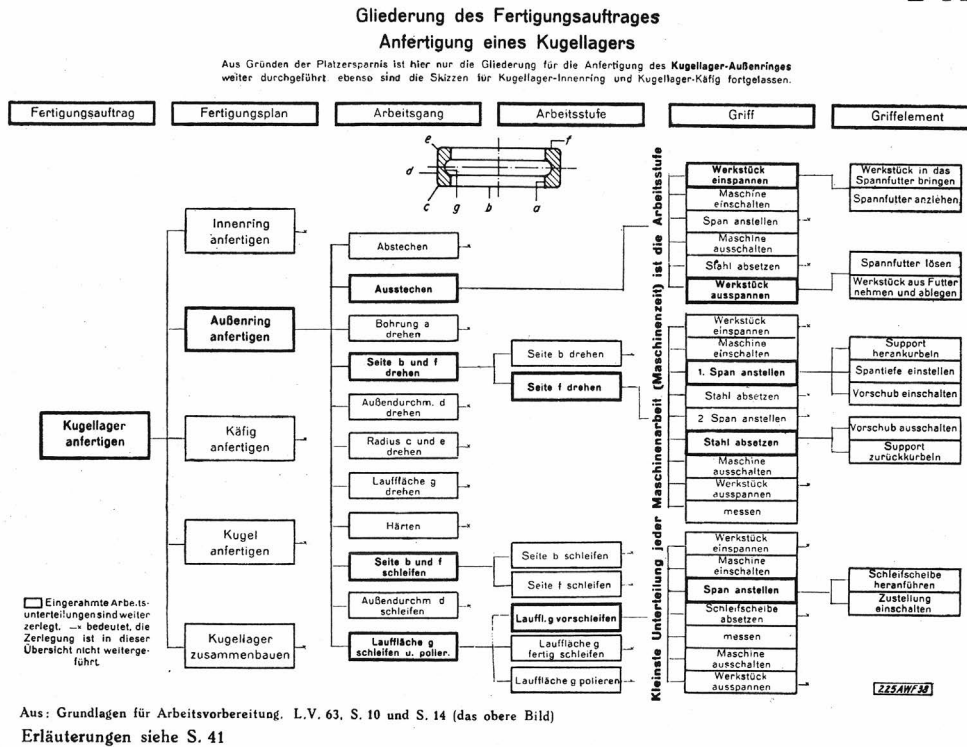 Gliederung des Fertigungsauftrages
Anfertigung eines Kugellagers
Aus Gründen der Platzersparnis ist hier nur die Gliederung für die Anfertigung des Kugellager-Außenringes
weiter durchgeführt. ebenso sind die Skizzen für Kugellager-Innenring und Kugellager-Käfig fortgelassen.
Fertigungsauftrag
Fertigungsplan
Arbeitsgang
Arbeitsstufe
Griff
Griffelement
e
f
d
c
g
b
a
Kugellager
anfertigen
Innenring
anfertigen
Außenring
anfertigen
Käfig
anfertigen
Kugel
anfertigen
Kugellager
zusammenbauen
Abstechen
Ausstechen
Bohrung a
drehen
Seite b und f
drehen
Außendurchm. d
drehen
Radius c und e
drehen
Lauffläche g
drehen
Härten
Seite b und f
schleifen
Außendurchm d
schleifen
Lauffläche g
schleifen u. polier.
Seite b drehen
Seite f drehen
Seite b schleifen
Seite f schleifen
Lauffl. g vorschleifen
Lauffläche g
fertig schleifen
Lauffläche g polieren
Kleinste Unterteilung jeder Maschinenarbeit (Maschinenzeit) ist die Arbeitsstufe
Werkstück
einspannen
Maschine
einschalten
Span anstellen
Maschine
ausschalten
Stahl absetzen
Werkstück
ausspannen
Werkstück
einspannen
Maschine
einschalten
1. Span anstellen
Stahl absetzen
2 Span anstellen
Stahl absetzen
Maschine
ausschalten
Werkstück
ausspannen
messen
Werkstück
einspannen
Maschine
einschalten
Span anstellen
Schleifscheibe
absetzen
messen
Maschine
ausschalten
Werkstück
ausspannen
Werkstück in das
Spannfutter bringen
Spannfutter anziehen
Spannfutter lösen
Werkstück aus Futter
nehmen und ablegen
Support
herankurbeln
Spantiefe einstellen
Vorschub einschalten
Vorschub ausschalten
Support
zurückkurbeln
Schleifscheibe
heranführen
Zustellung
einschalten
Eingerahmte Arbeits-
unterteilungen sind weiter
zerlegt. —× bedeutet, die
Zerlegung ist in dieser
Übersicht nicht weiterge-
führt.
225AWF38
Aus: Grundlagen für Arbeitsvorbereitung. L.V. 63, S. 10 und S. 14 (das obere Bild)
Erläuterungen siehe S. 41